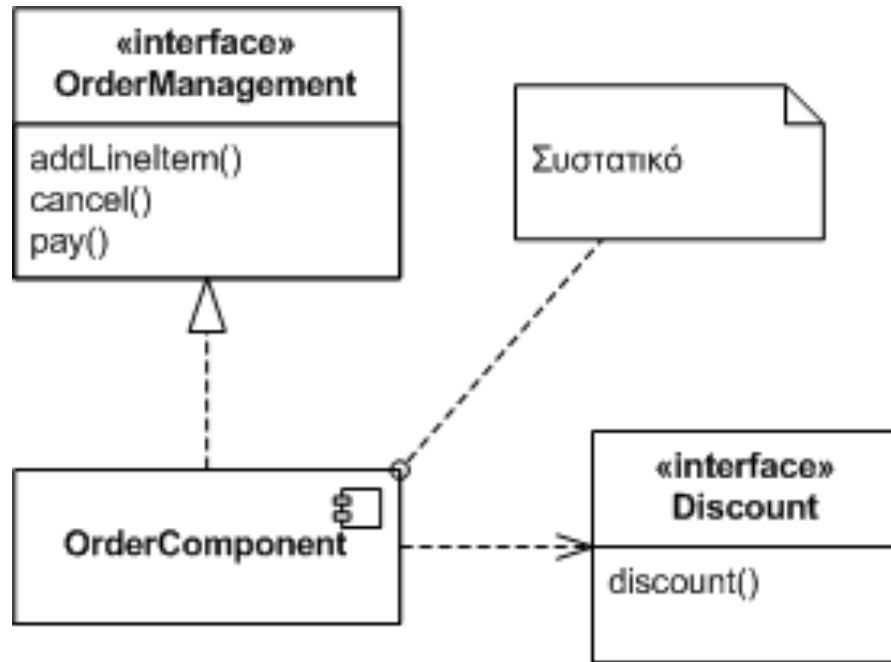 «interface»
OrderManagement
addLineItem()
cancel()
pay()
Συστατικό
OrderComponent
«interface»
Discount
discount()